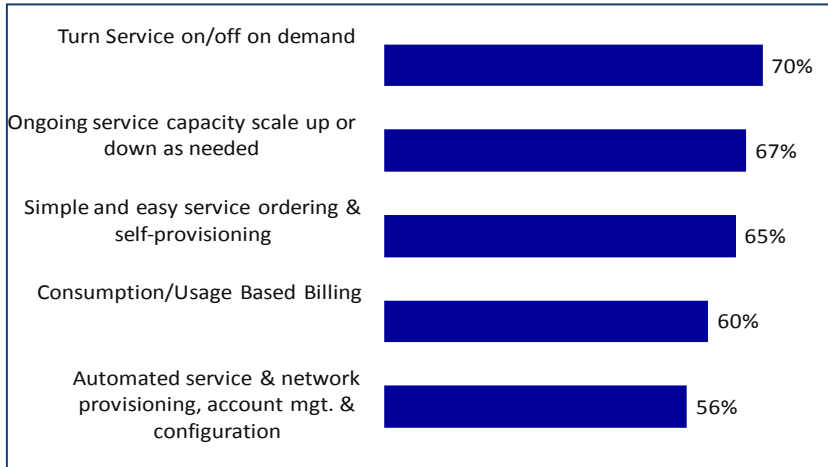 Turn Service on/off on demand
70%
Ongoing service capacity scale up or
down as needed
67%
Simple and easy service ordering &
self-provisioning
65%
Consumption/Usage Based Billing
60%
Automated service & network
provisioning, account mgt. &
configuration
56%